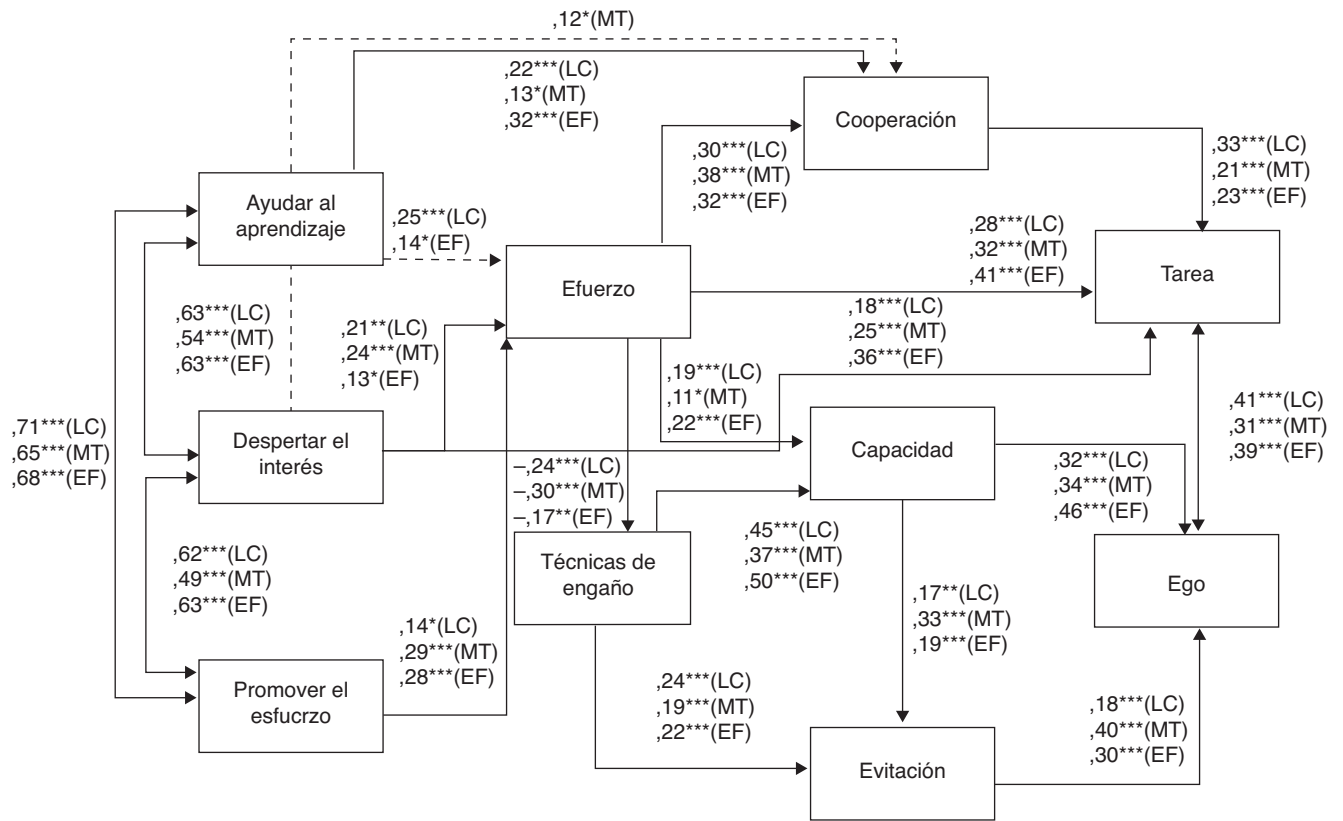 ,12*(MT)
,22***(LC)
,13*(MT)
,32***(EF)
Cooperación
,30***(LC)
,38***(MT)
,32***(EF)
,33***(LC)
,21***(MT)
,23***(EF)
Ayudar al
aprendizaje
,25***(LC)
,14*(EF)
Efuerzo
,28***(LC)
,32***(MT)
,41***(EF)
Tarea
,63***(LC)
,54***(MT)
,63***(EF)
,21**(LC)
,24***(MT)
,13*(EF)
,18***(LC)
,25***(MT)
,36***(EF)
,19***(LC)
,11*(MT)
,22***(EF)
,71***(LC)
,65***(MT)
,68***(EF)
Despertar el
interés
Capacidad
,41***(LC)
,31***(MT)
,39***(EF)
–,24***(LC)
–,30***(MT)
–,17**(EF)
,32***(LC)
,34***(MT)
,46***(EF)
Técnicas de
engaño
,45***(LC)
,37***(MT)
,50***(EF)
Ego
,62***(LC)
,49***(MT)
,63***(EF)
,17**(LC)
,33***(MT)
,19***(EF)
,14*(LC)
,29***(MT)
,28***(EF)
Promover el
esfucrzo
,24***(LC)
,19***(MT)
,22***(EF)
Evitación
,18***(LC)
,40***(MT)
,30***(EF)